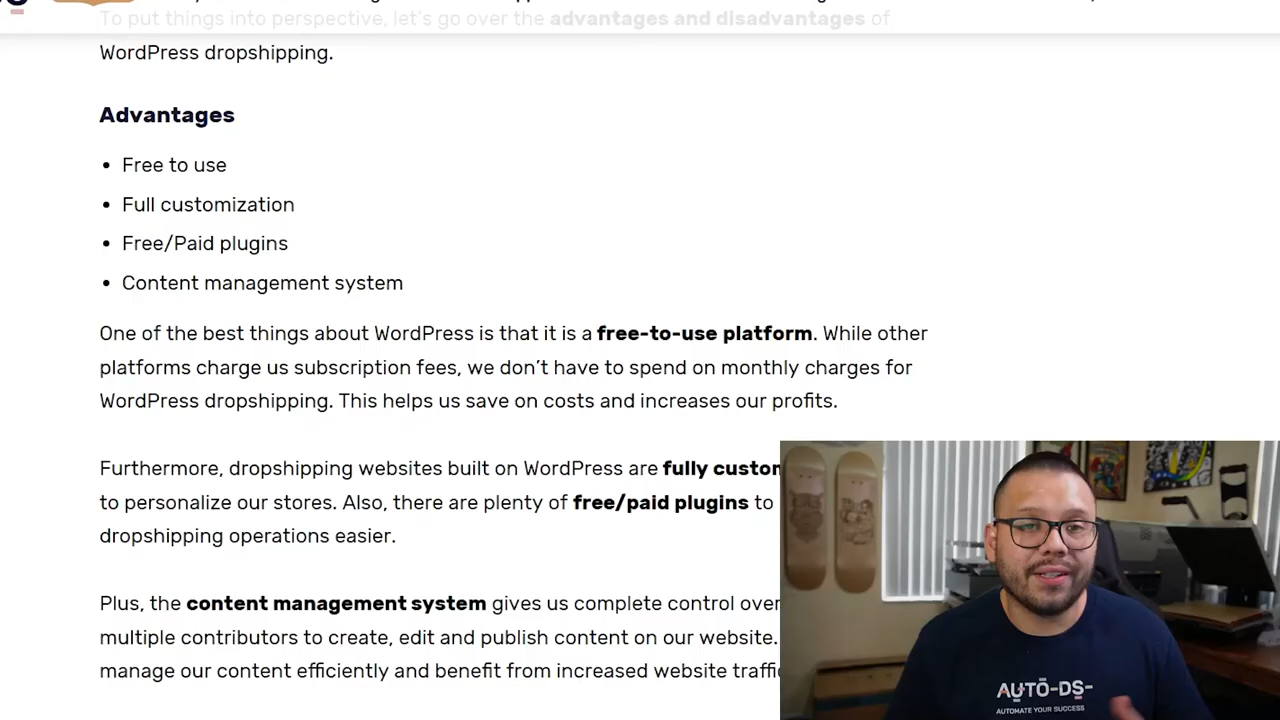 To put things into perspective, let's go over the advantages and disadvantages of
WordPress dropshipping.
Advantages
• Free to use
• Full customization
• Free/Paid plugins
• Content management system
One of the best things about WordPress is that it is a free-to-use platform. While other
platforms charge us subscription fees, we don't have to spend on monthly charges for
WordPress dropshipping. This helps us save on costs and increases our profits.
Furthermore, dropshipping websites built on WordPress are fully custom
to personalize our stores. Also, there are plenty of free/paid plugins to
dropshipping operations easier.
Plus, the content management system gives us complete control over
multiple contributors to create, edit and publish content on our website.
manage our content efficiently and benefit from increased website traffi
AUTO-DS-
AUTOMATE YOUR SUCCESS